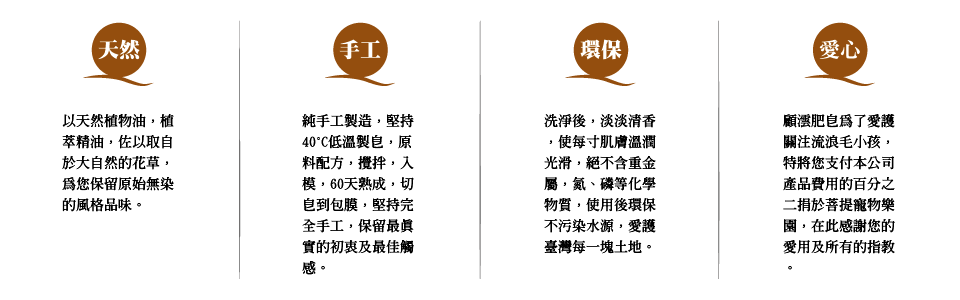 天然
以天然植物油，植
萃精油，佐以取自
於大自然的花草，
爲您保留原始無染
的風格品味。
手工
純手工製造，堅持
40°C低溫製皂，原
料配方，攪拌，入
模，60天熟成，切
皂到包膜，堅持完
全手工，保留最眞
實的初衷及最佳觸
感。
環保
洗淨後，淡淡清香
，使每寸肌膚溫潤
光滑，絕不含重金
屬，氮、磷等化學
物質，使用後環保
不污染水源，愛護
臺灣每一塊土地。
愛心
顧澐肥皂爲了愛護
關注流浪毛小孩，
特將您支付本公司
產品費用的百分之
二捐於菩提寵物樂
園，在此感謝您的
愛用及所有的指敎
。